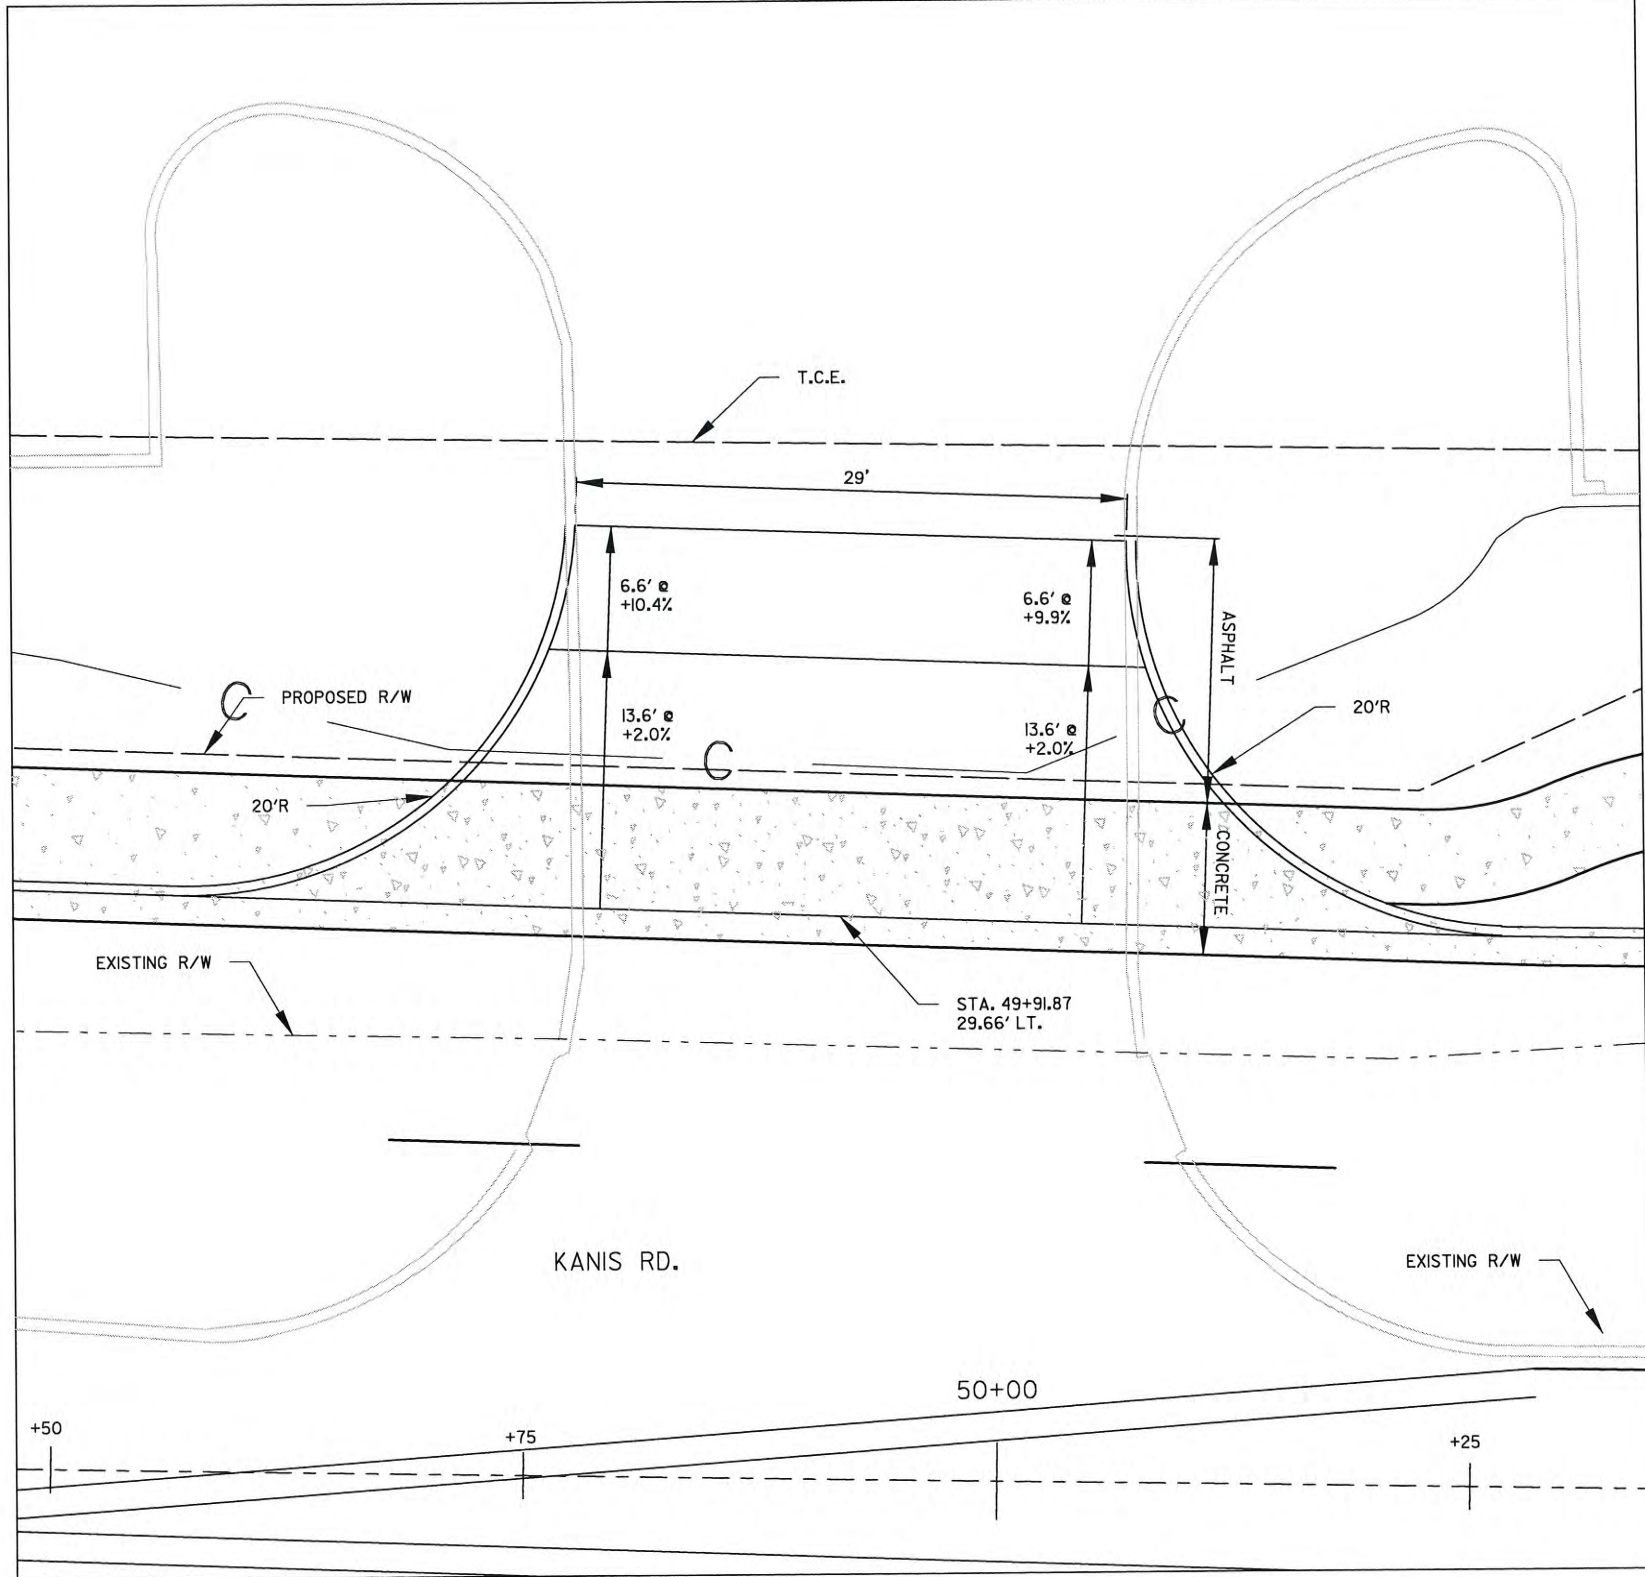 T.C.E.
29'
6.6' @
+10.4%
6.6' @
+9.9%
ASPHALT
C
PROPOSED R/W
13.6' @
+2.0%
C
13.6' @
+2.0%
C
20'R
20'R
CONCRETE
EXISTING R/W
STA. 49+91.87
29.66' LT.
KANIS RD.
EXISTING R/W
50+00
+50
+75
+25